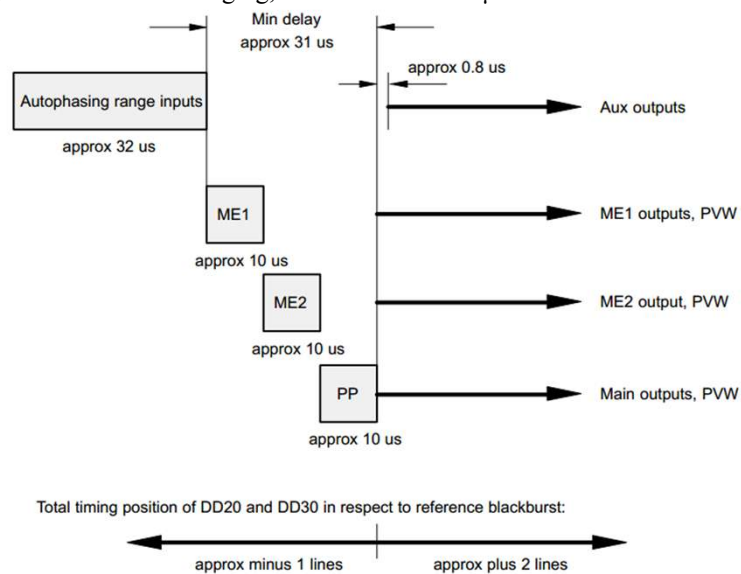 Min delay
approx 31 us
approx 0.8 us
Autophasing range inputs
Aux outputs
approx 32 us
ME1
ME1 outputs, PVW
approx 10 us
ME2
ME2 output, PVW
approx 10 us
PP
Main outputs, PVW
approx 10 us
Total timing position of DD20 and DD30 in respect to reference blackburst:
approx minus 1 lines
approx plus 2 lines